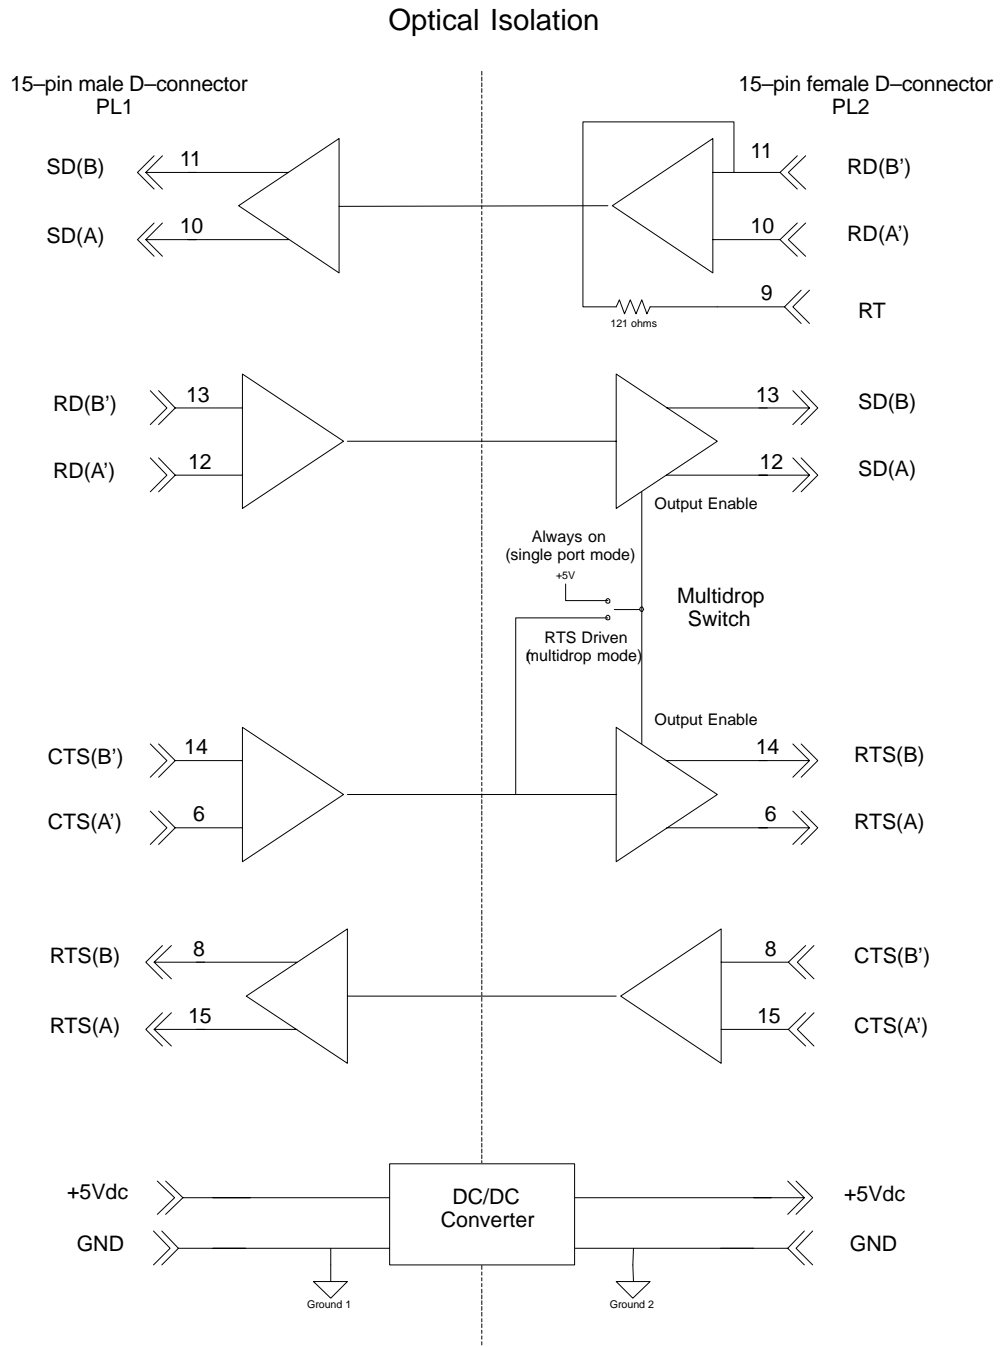 Optical Isolation
15–pin male D–connector
PL1
15–pin female D–connector
PL2
SD(B)
11
11
RD(B’)
SD(A)
10
10
RD(A’)
9
RT
121 ohms
RD(B’)
13
13
SD(B)
RD(A’)
12
12
SD(A)
Output Enable
Always on
(single port mode)
+5V
Multidrop
Switch
RTS Driven
(multidrop mode)
Output Enable
CTS(B’)
14
14
RTS(B)
CTS(A’)
6
6
RTS(A)
RTS(B)
8
8
CTS(B’)
RTS(A)
15
15
CTS(A’)
+5Vdc
DC/DC
Converter
+5Vdc
GND
GND
Ground 1
Ground 2